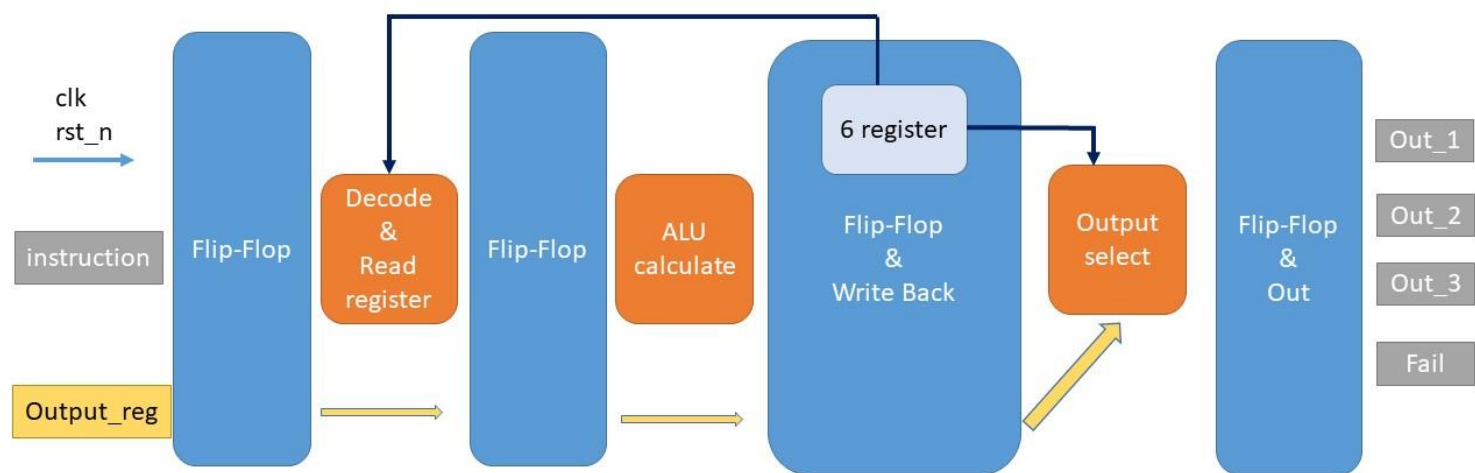 clk
rst_n
instruction
Output_reg
Flip-Flop
Decode
&
Read
register
Flip-Flop
ALU
calculate
6 register
Flip-Flop
&
Write Back
Output
select
Flip-Flop
&
Out
Out_1
Out_2
Out_3
Fail